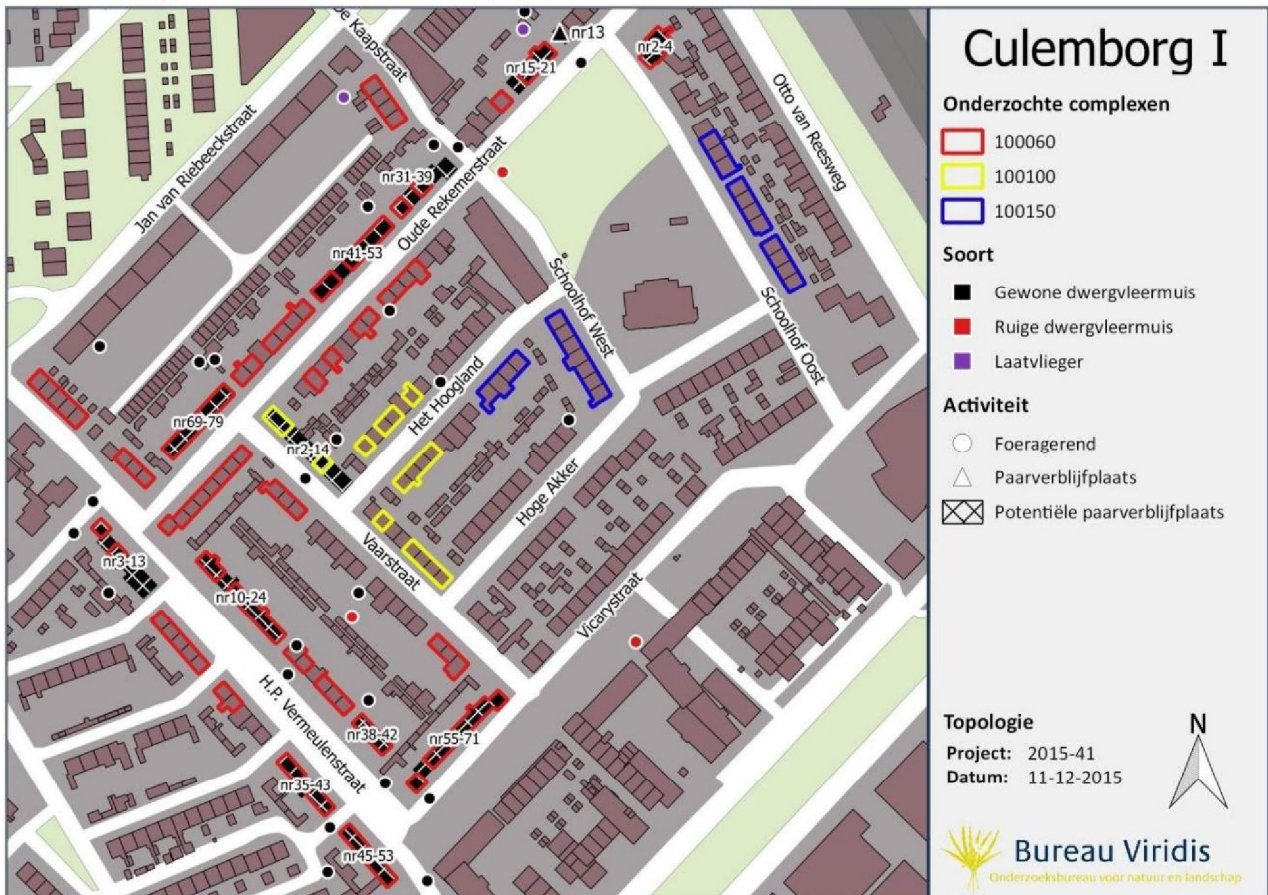 Culemborg I
Onderzochte complexen
100060
100100
100150
Soort
Gewone dwergvleermuis
Ruige dwergvleermuis
Laatvlieger
Activiteit
Foeragerend
Paarverblijfplaats
Potentiële paarverblijfplaats
Topologie
Project: 2015-41
Datum: 11-12-2015
N
Bureau Viridis
Onderzoeksbureau voor natuur en landschap
De Kaapstraat
nr13
nr15-21
nr2-4
Otto van Reesweg
Jan van Riebeeckstraat
nr31-39
Oude Rekemerstraat
nr41-53
Schoolhof West
Schoolhof Oost
Het Hoogland
nr69-79
nr2-14
Hoge Akker
Vaarstraat
nr3-13
nr10-24
Vicarystraat
H.P. Vermeulenstraat
nr38-42
nr55-71
nr35-43
nr45-53